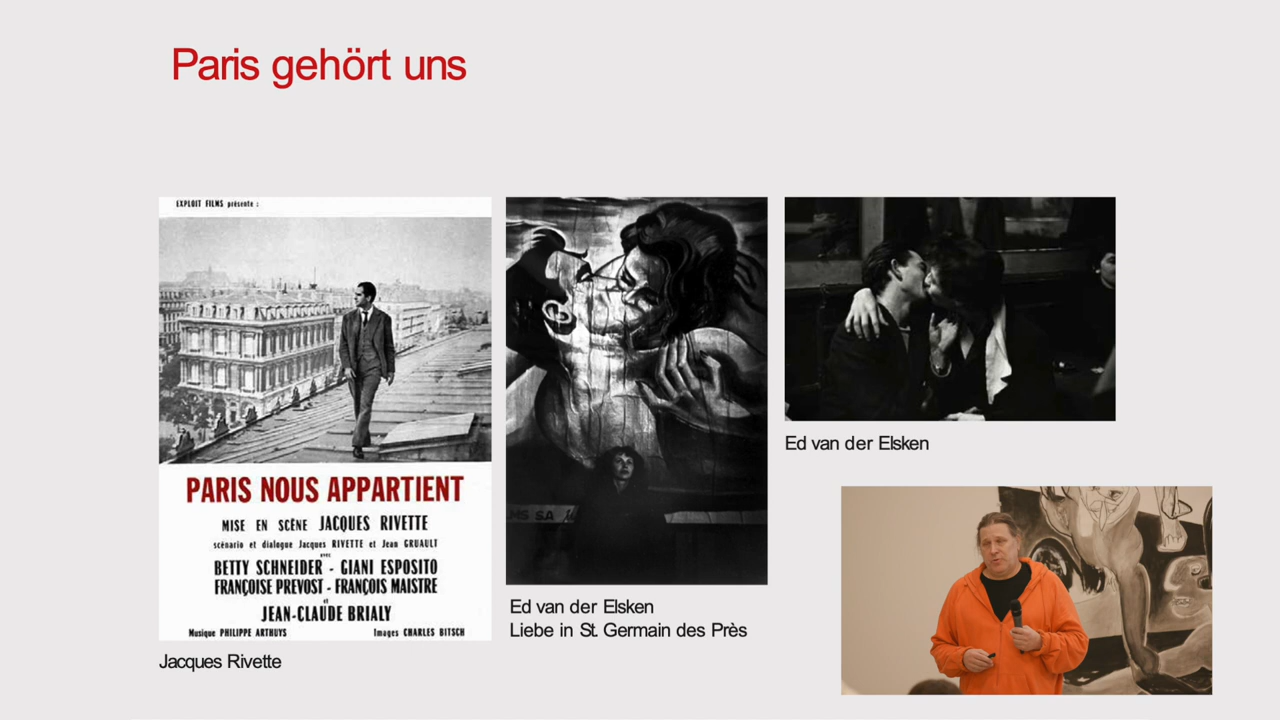 Paris gehört uns
EXPLOIT FILMS présente :
PARIS NOUS APPARTIENT
MISE EN SCÈNE JACQUES RIVETTE
scénario et dialogue Jacques RIVETTE et Jean GRUAULT
avec
BETTY SCHNEIDER - GIANI ESPOSITO
FRANÇOISE PREVOST - FRANÇOIS MAISTRE
et
JEAN-CLAUDE BRIALY
Musique PHILIPPE ARTHUYS Images CHARLES BITSCH
Jacques Rivette
MS S.A
Ed van der Elsken
Liebe in St. Germain des Près
Ed van der Elsken